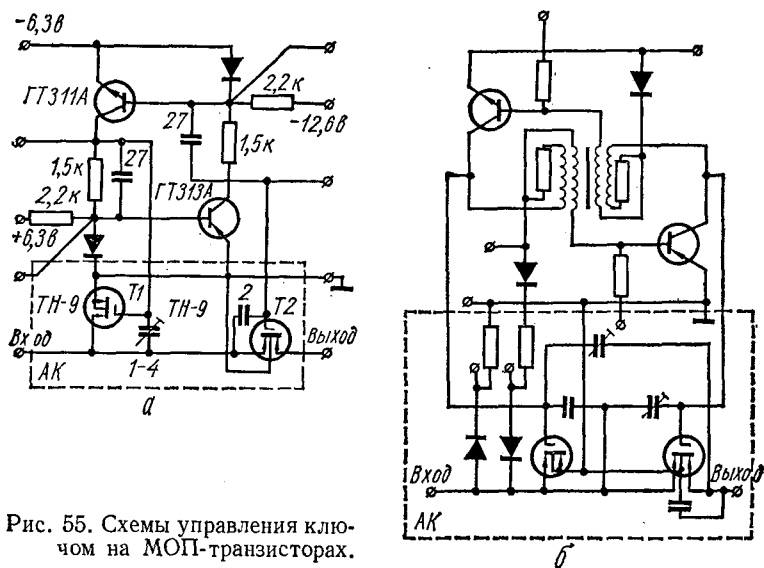 -6,3в
ГТ311А
2,2к
-12,6в
27
1,5к
1,5к
27
2,2к
ГТ313А
+6,3в
ТН-9
Т1
ТН-9
2
Т2
Вход
Выход
АК
1-4
а
Вход
Выход
АК
б
Рис. 55. Схемы управления клю-
чом на МОП-транзисторах.